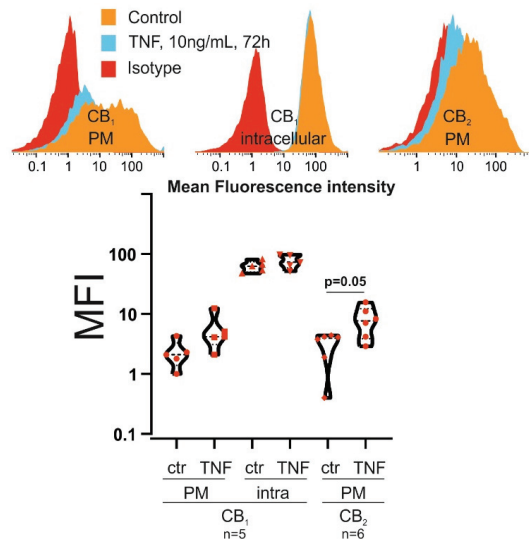 Control
TNF, 10ng/mL, 72h
Isotype
CB1
PM
CB1
intracellular
CB2
PM
0.1 1 10 100
0.1 1 10 100
1 10 100
Mean Fluorescence intensity
MFI
100
10
1
0.1
p=0.05
ctr TNF ctr TNF ctr TNF
PM intra PM
CB1 CB2
n=5 n=6